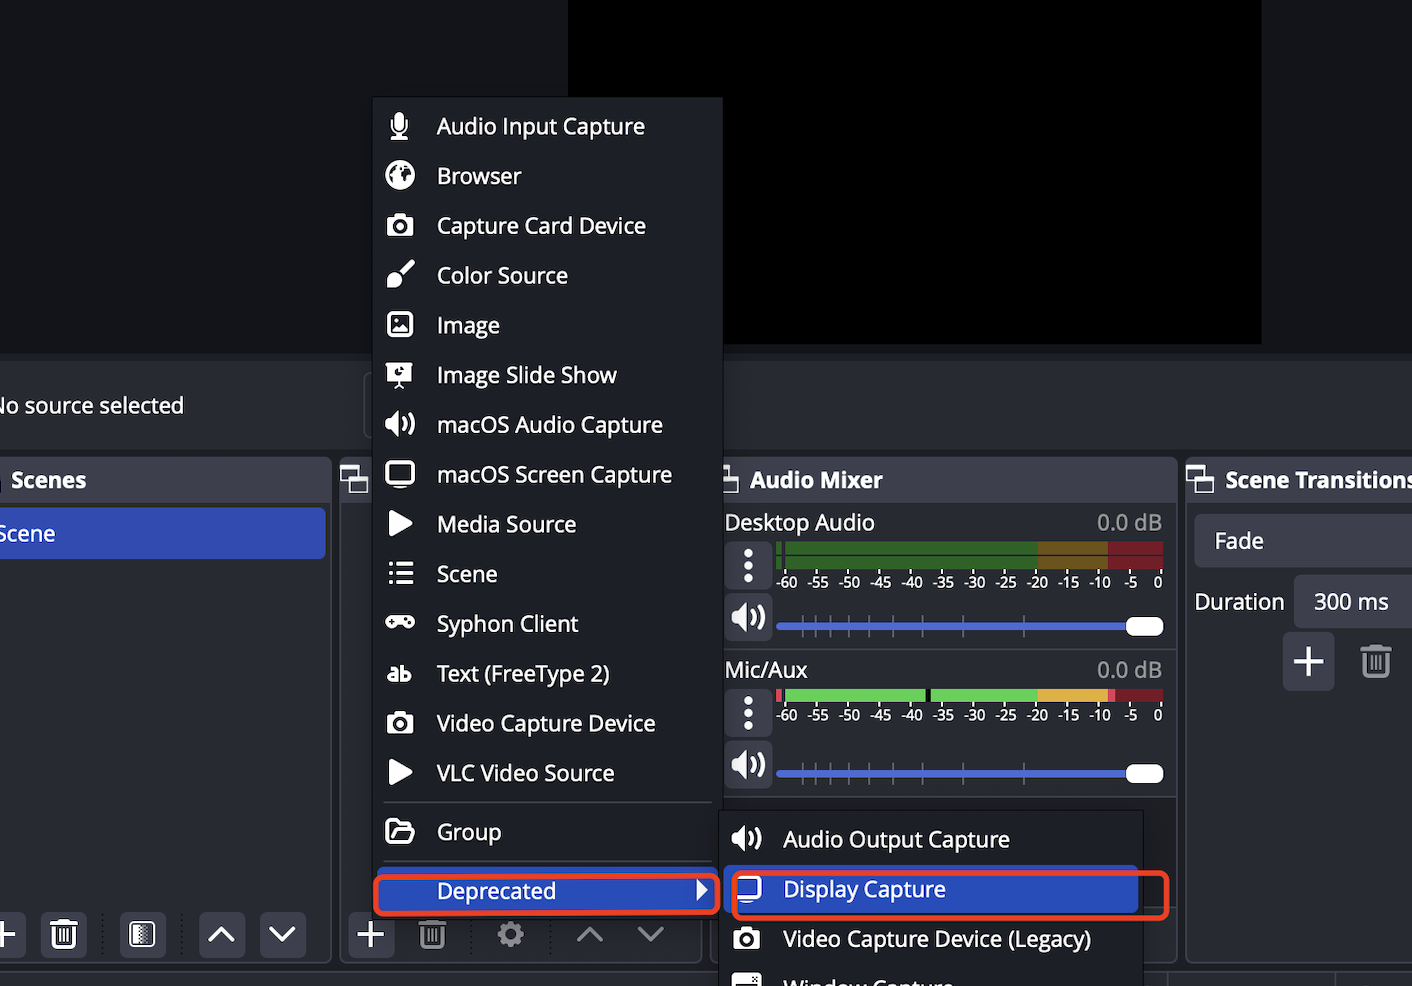 Audio Input Capture
Browser
Capture Card Device
Color Source
Image
Image Slide Show
macOS Audio Capture
macOS Screen Capture
Media Source
Scene
Syphon Client
ab Text (FreeType 2)
Video Capture Device
VLC Video Source
Group
Deprecated
Audio Output Capture
Display Capture
Video Capture Device (Legacy)
Window Capture
No source selected
Scenes
Scene
Audio Mixer
Desktop Audio 0.0 dB
-60 -55 -50 -45 -40 -35 -30 -25 -20 -15 -10 -5 0
Mic/Aux 0.0 dB
-60 -55 -50 -45 -40 -35 -30 -25 -20 -15 -10 -5 0
Scene Transitions
Fade
Duration 300 ms